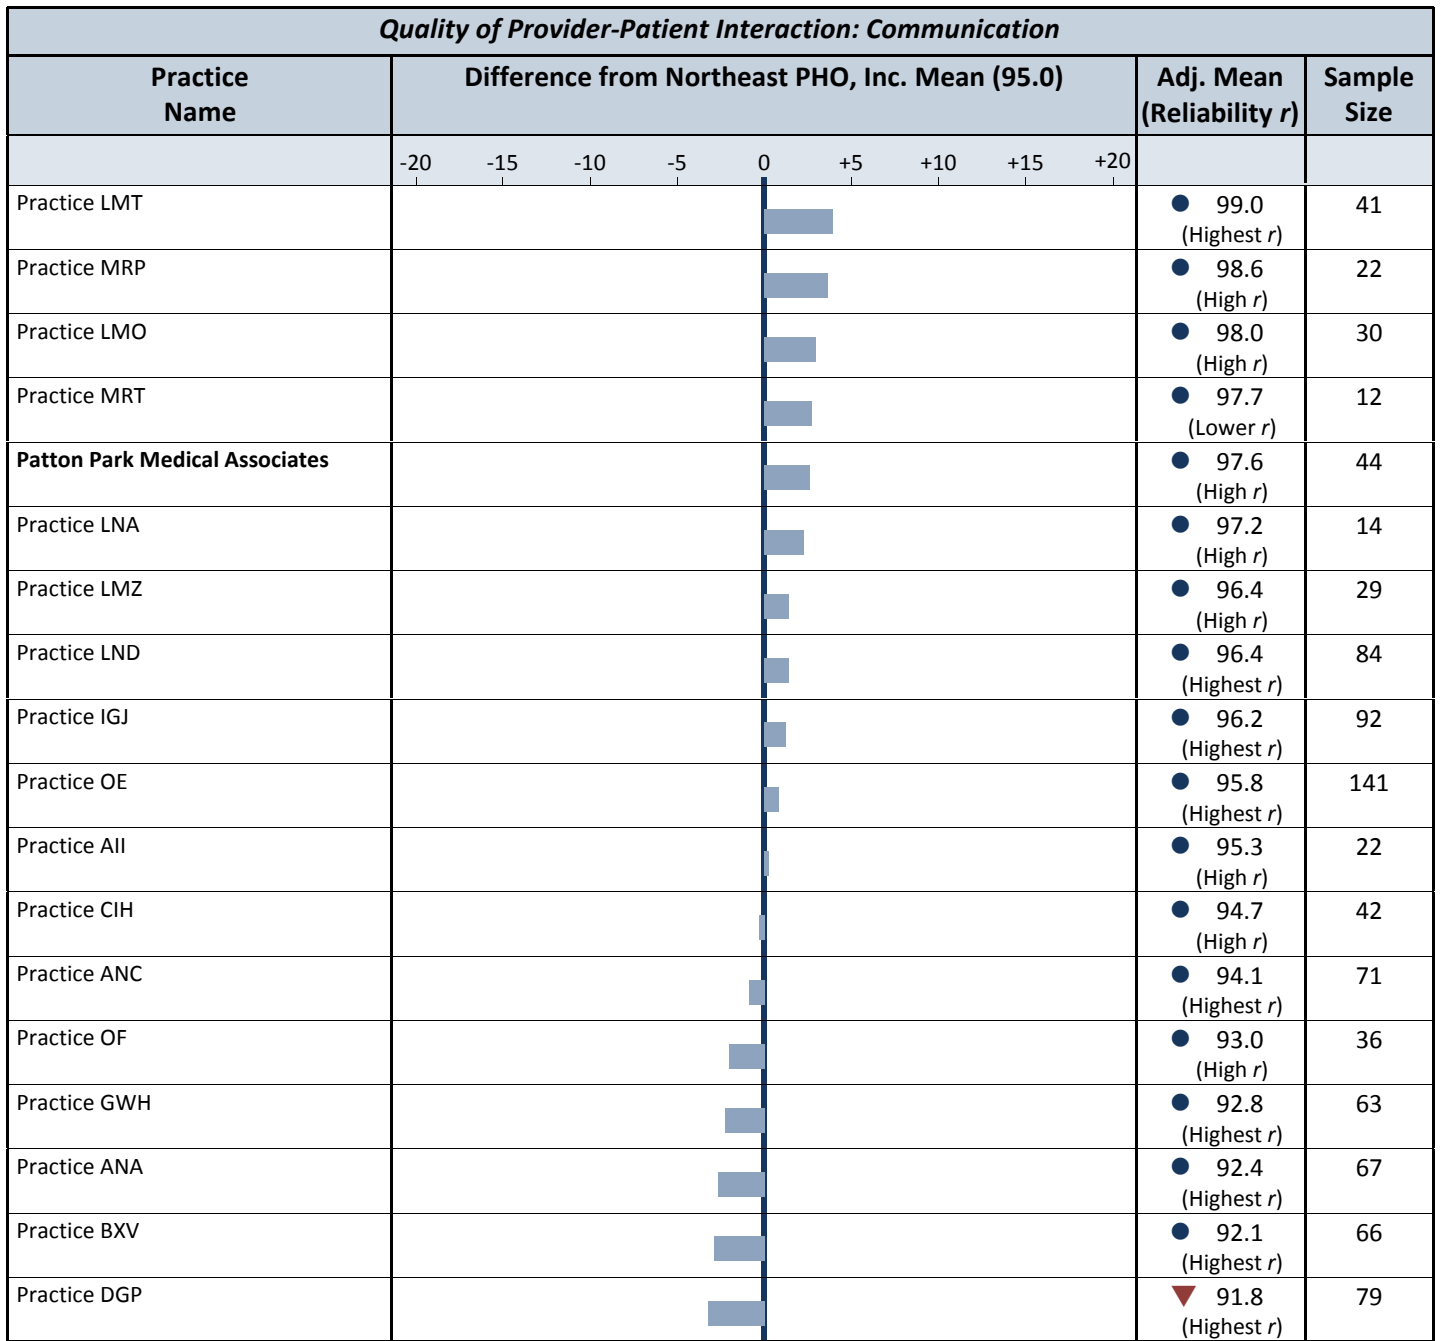 Quality of Provider-Patient Interaction: Communication
Practice Name
Difference from Northeast PHO, Inc. Mean (95.0)
Adj. Mean (Reliability r)
Sample Size
-20 -15 -10 -5 0 +5 +10 +15 +20
Practice LMT 99.0 41
(Highest r)
Practice MRP 98.6 22
(High r)
Practice LMO 98.0 30
(High r)
Practice MRT 97.7 12
(Lower r)
Patton Park Medical Associates 97.6 44
(High r)
Practice LNA 97.2 14
(High r)
Practice LMZ 96.4 29
(High r)
Practice LND 96.4 84
(Highest r)
Practice IGJ 96.2 92
(Highest r)
Practice OE 95.8 141
(Highest r)
Practice AII 95.3 22
(High r)
Practice CIH 94.7 42
(High r)
Practice ANC 94.1 71
(Highest r)
Practice OF 93.0 36
(High r)
Practice GWH 92.8 63
(Highest r)
Practice ANA 92.4 67
(Highest r)
Practice BXV 92.1 66
(Highest r)
Practice DGP 91.8 79
(Highest r)